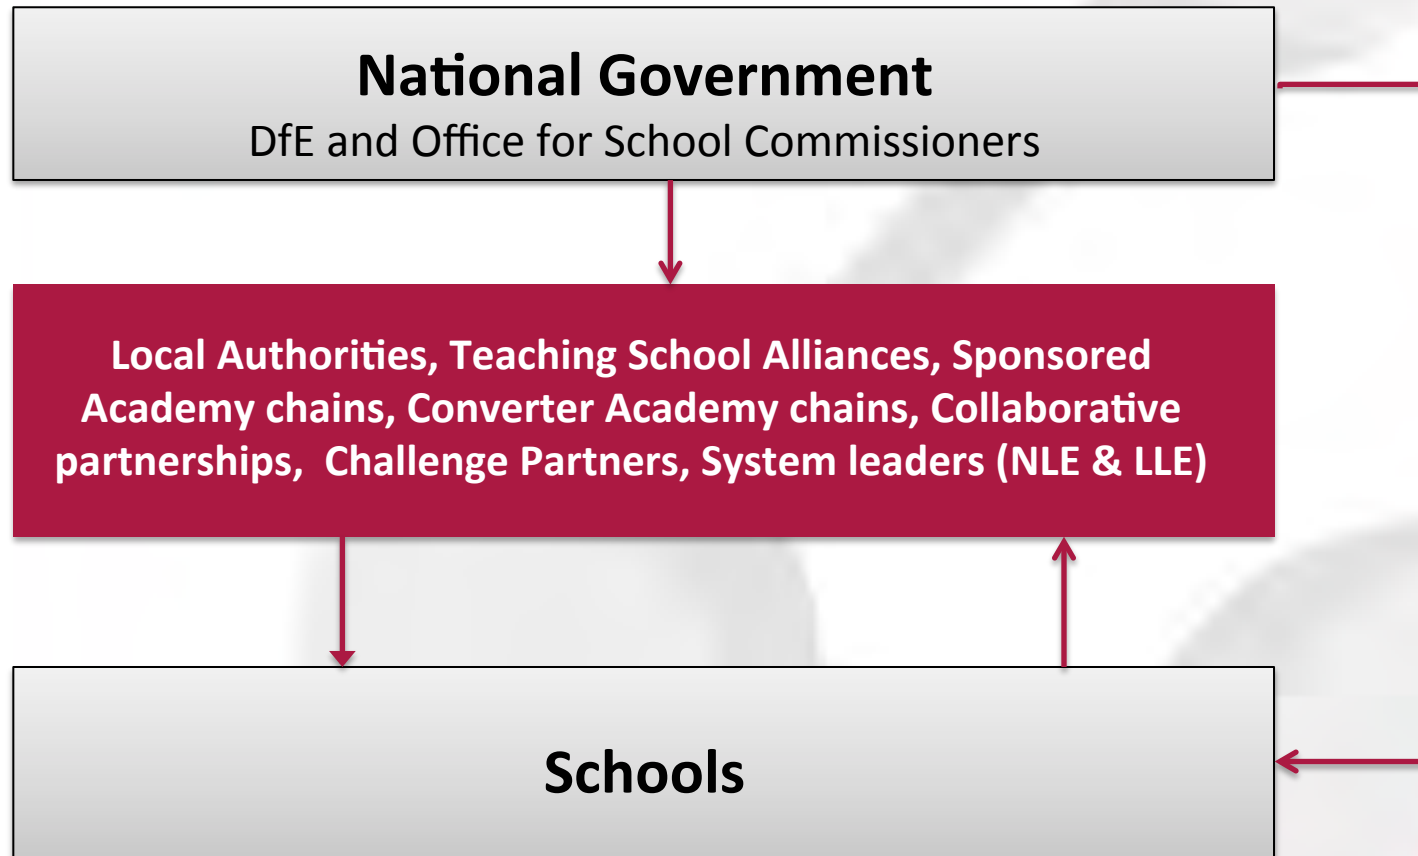 National Government
DfE and Office for School Commissioners
Local Authorities, Teaching School Alliances, Sponsored
Academy chains, Converter Academy chains, Collaborative
partnerships,  Challenge Partners, System leaders (NLE & LLE)
Schools